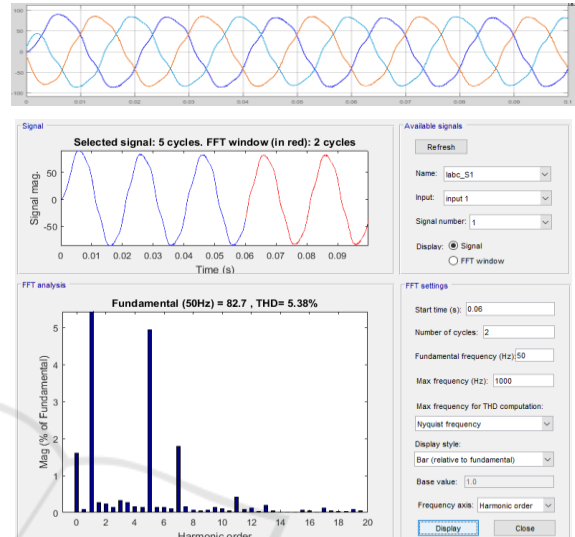 100
50
0
-50
-100
0 0.01 0.02 0.03 0.04 0.05 0.06 0.07 0.08 0.09 0.1
Signal
Selected signal: 5 cycles. FFT window (in red): 2 cycles
Signal mag.
50
0
-50
0 0.01 0.02 0.03 0.04 0.05 0.06 0.07 0.08 0.09
Time (s)
Available signals
Refresh
Name: Iabc_S1
Input: input 1
Signal number: 1
Display: Signal
FFT window
FFT analysis
Fundamental (50Hz) = 82.7 , THD= 5.38%
Mag (% of Fundamental)
5
4
3
2
1
0
0 2 4 6 8 10 12 14 16 18 20
Harmonic order
FFT settings
Start time (s): 0.06
Number of cycles: 2
Fundamental frequency (Hz): 50
Max frequency (Hz): 1000
Max frequency for THD computation:
Nyquist frequency
Display style:
Bar (relative to fundamental)
Base value: 1.0
Frequency axis: Harmonic order
Display Close